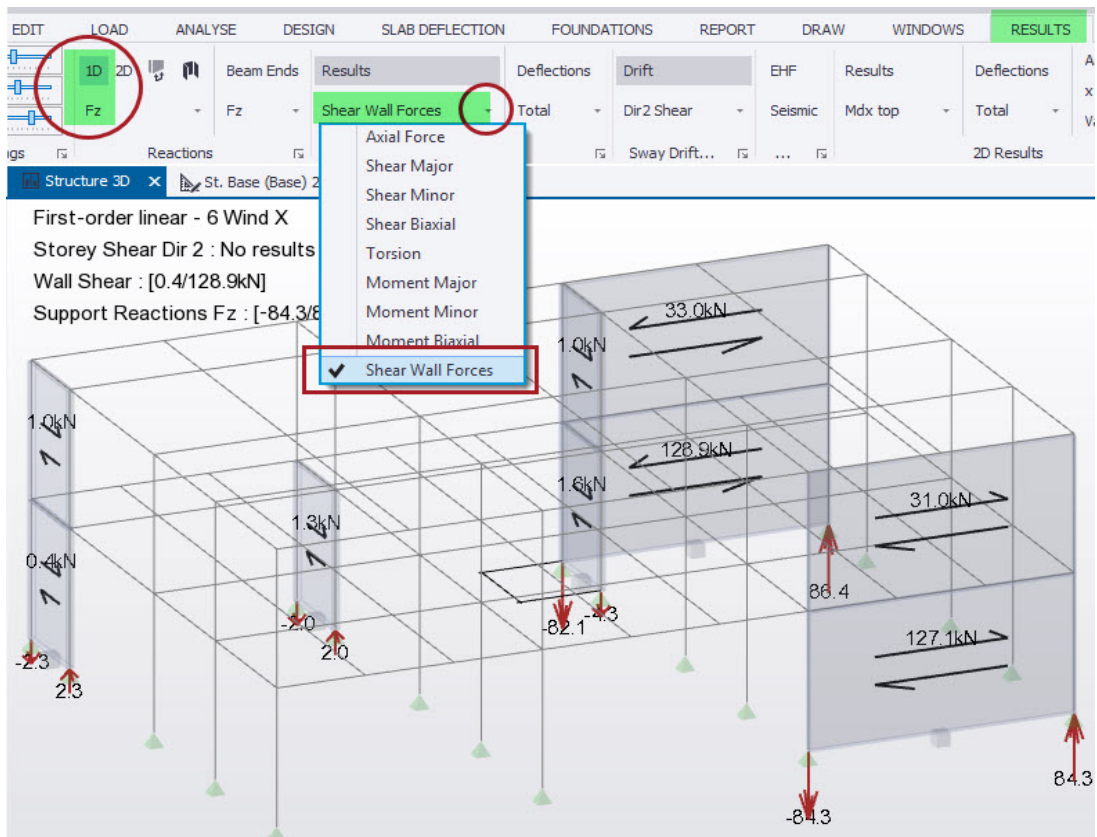 EDIT LOAD ANALYSE DESIGN SLAB DEFLECTION FOUNDATIONS REPORT DRAW WINDOWS RESULTS
1D 2D Beam Ends Results Deflections Drift EHF Results Deflections
Fz Fz Shear Wall Forces Total Dir2 Shear Seismic Mdx top Total
gs Reactions Sway Drift... ... 2D Results
Structure 3D St. Base (Base) 2
Axial Force
Shear Major
Shear Minor
Shear Biaxial
Torsion
Moment Major
Moment Minor
Moment Biaxial
Shear Wall Forces
First-order linear - 6 Wind X
Storey Shear Dir 2 : No results
Wall Shear : [0.4/128.9kN]
Support Reactions Fz : [-84.3/8
33.0kN
1.0kN
1.0kN
128.9kN
1.6kN
31.0kN
1.3kN
0.4kN
86.4
-4.3
-82.1
-2.0
2.0
127.1kN
-2.3
2.3
84.3
-84.3